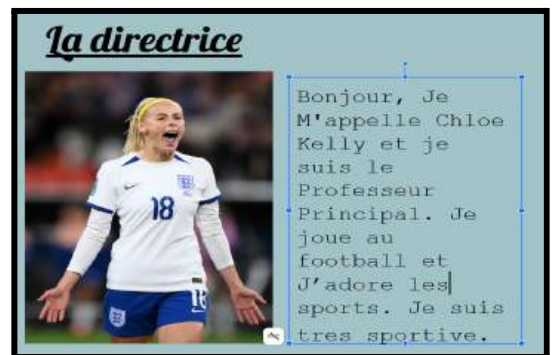 La directrice
Bonjour, Je
M'appelle Chloe
Kelly et je
suis le
Professeur
Principal. Je
joue au
football et
J'adore les
sports. Je suis
tres sportive.
18
18